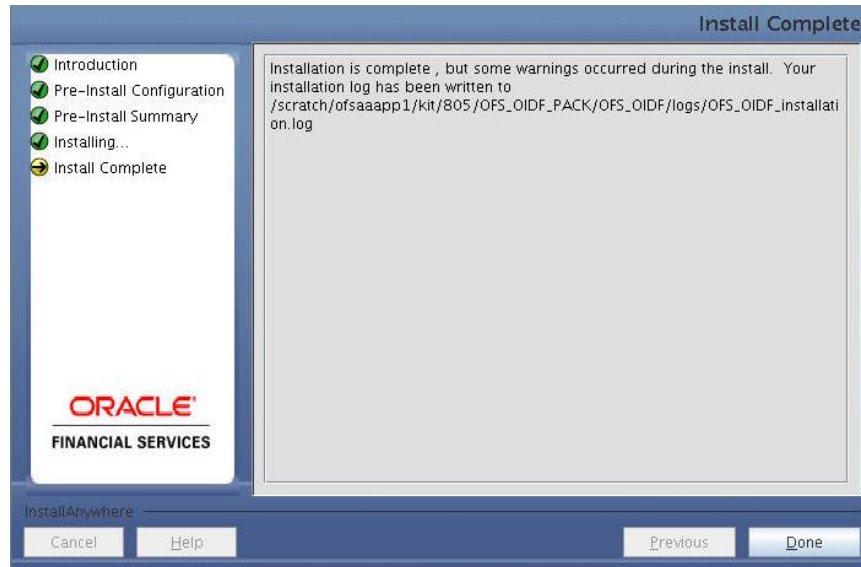 Install Complete
Introduction
Pre-Install Configuration
Pre-Install Summary
Installing...
Install Complete
Installation is complete , but some warnings occurred during the install. Your
installation log has been written to
/scratch/ofsaaapp1/kit/805/OFS_OIDF_PACK/OFS_OIDF/logs/OFS_OIDF_installati
on.log
ORACLE'
FINANCIAL SERVICES
InstallAnywhere
Cancel
Help
Previous
Done